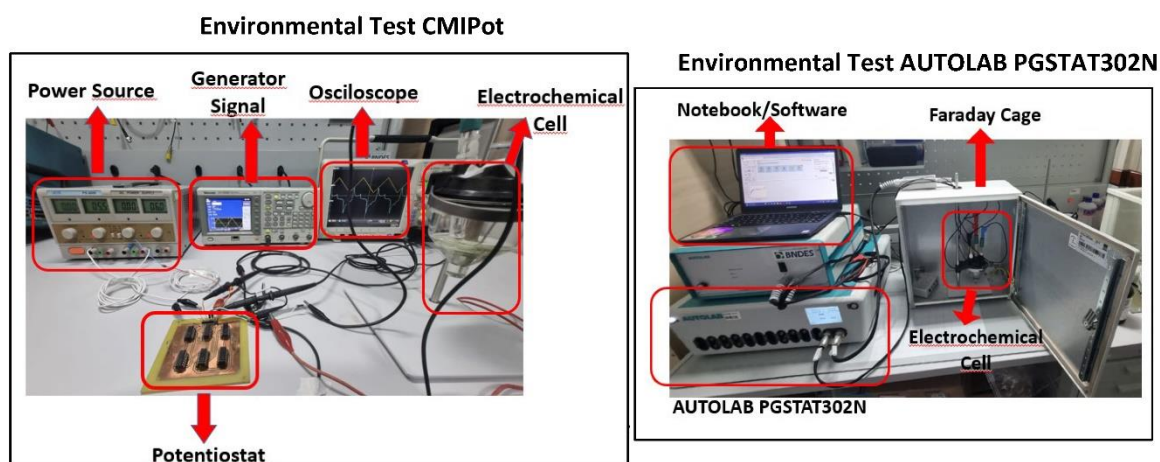 Environmental Test CMIPot
Power Source
Generator
Signal
Osciloscope
Electrochemical
Cell
Potentiostat
Environmental Test AUTOLAB PGSTAT302N
Notebook/Software
Faraday Cage
BNDES
AUTOLAB
Electrochemical
Cell
AUTOLAB PGSTAT302N